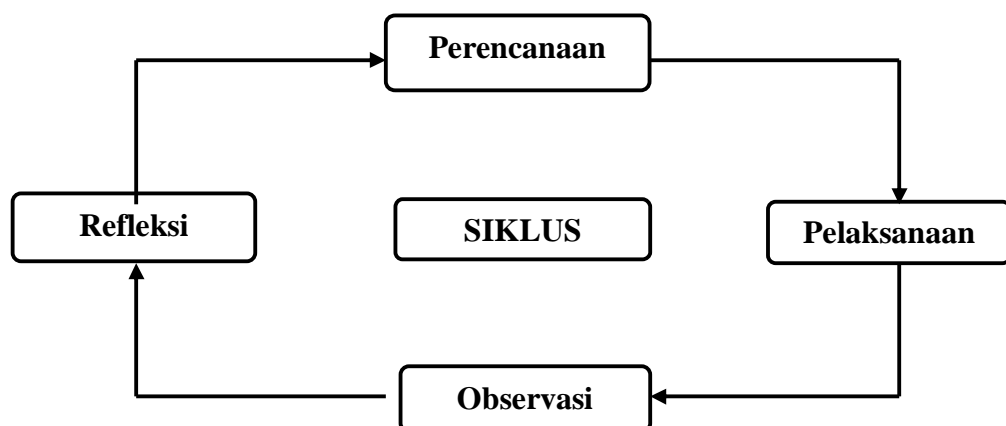 Perencanaan
Refleksi
SIKLUS
Pelaksanaan
Observasi